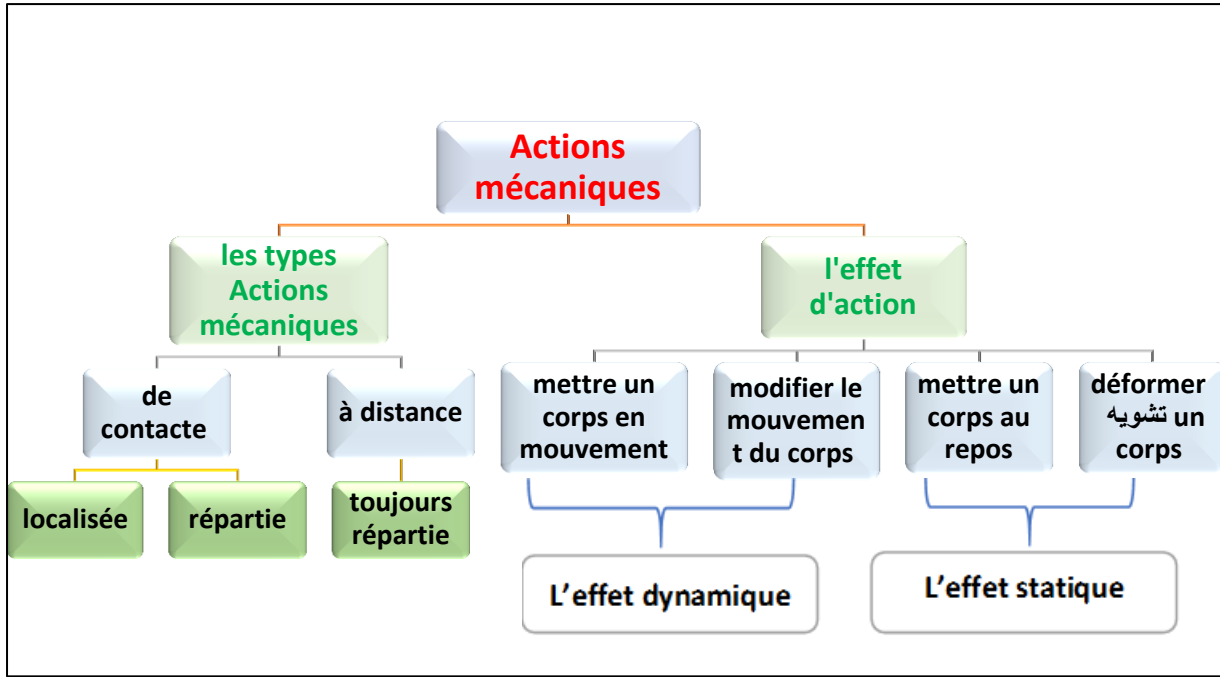 Actions
mécaniques
les types
Actions
mécaniques
l'effet
d'action
de
contacte
à distance
mettre un
corps en
mouvement
modifier le
mouvemen
t du corps
mettre un
corps au
repos
déformer
تشويه un
corps
localisée
répartie
toujours
répartie
L’effet dynamique
L’effet statique